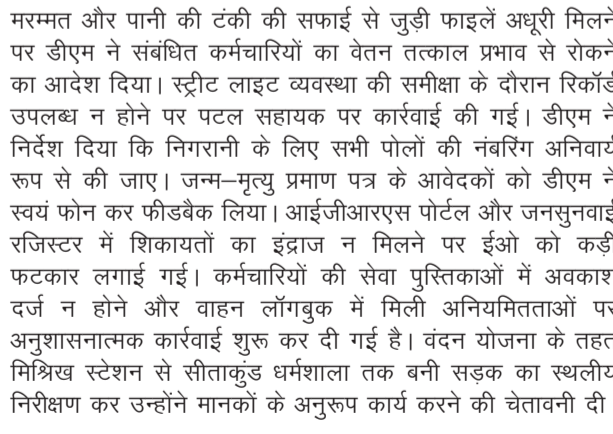 मरम्मत और पानी की टंकी की सफाई से जुड़ी फाइलें अधूरी मिलने
पर डीएम ने संबंधित कर्मचारियों का वेतन तत्काल प्रभाव से रोकने
का आदेश दिया। स्ट्रीट लाइट व्यवस्था की समीक्षा के दौरान रिकॉर्ड
उपलब्ध न होने पर पटल सहायक पर कार्रवाई की गई। डीएम ने
निर्देश दिया कि निगरानी के लिए सभी पोलों की नंबरिंग अनिवार्य
रूप से की जाए। जन्म–मृत्यु प्रमाण पत्र के आवेदकों को डीएम ने
स्वयं फोन कर फीडबैक लिया। आईजीआरएस पोर्टल और जनसुनवाई
रजिस्टर में शिकायतों का इंद्राज न मिलने पर ईओ को कड़ी
फटकार लगाई गई। कर्मचारियों की सेवा पुस्तिकाओं में अवकाश
दर्ज न होने और वाहन लॉगबुक में मिली अनियमितताओं पर
अनुशासनात्मक कार्रवाई शुरू कर दी गई है। वंदन योजना के तहत
मिश्रिख स्टेशन से सीताकुंड धर्मशाला तक बनी सड़क का स्थलीय
निरीक्षण कर उन्होंने मानकों के अनुरूप कार्य करने की चेतावनी दी